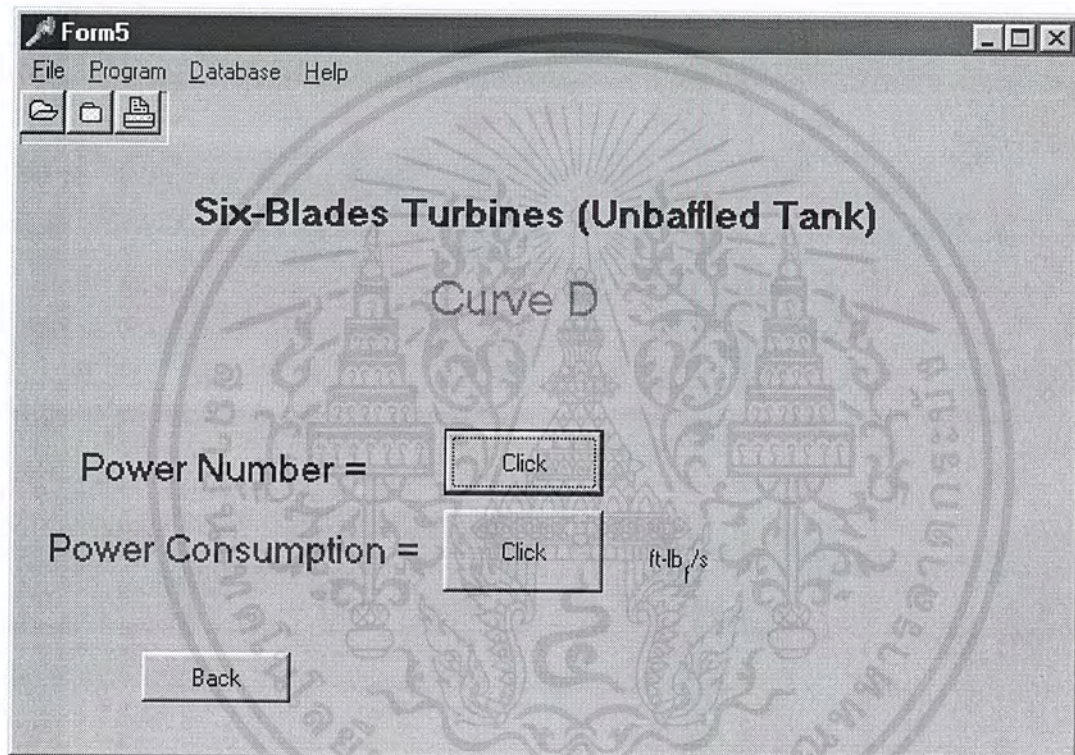 Form5
File Program Database Help
Six-Blades Turbines (Unbaffled Tank)
Curve D
Power Number =
Click
Power Consumption =
Click
ft-lbf/s
Back